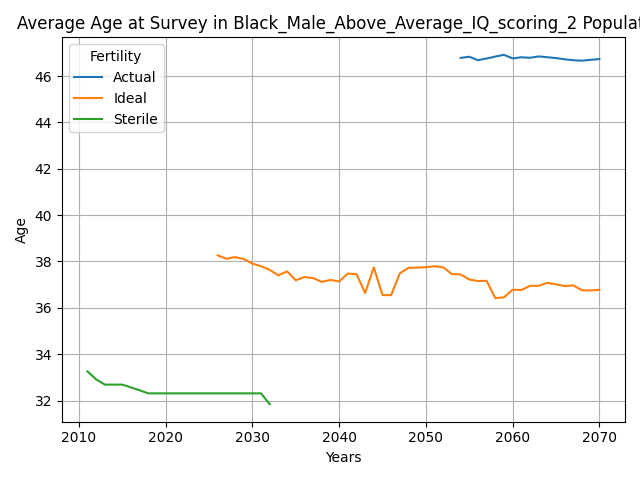 Average Age at Survey in Black_Male_Above_Average_IQ_scoring_2 Populat
Fertility
Actual
Ideal
Sterile
46
44
42
40
38
36
34
32
Age
2010 2020 2030 2040 2050 2060 2070
Years